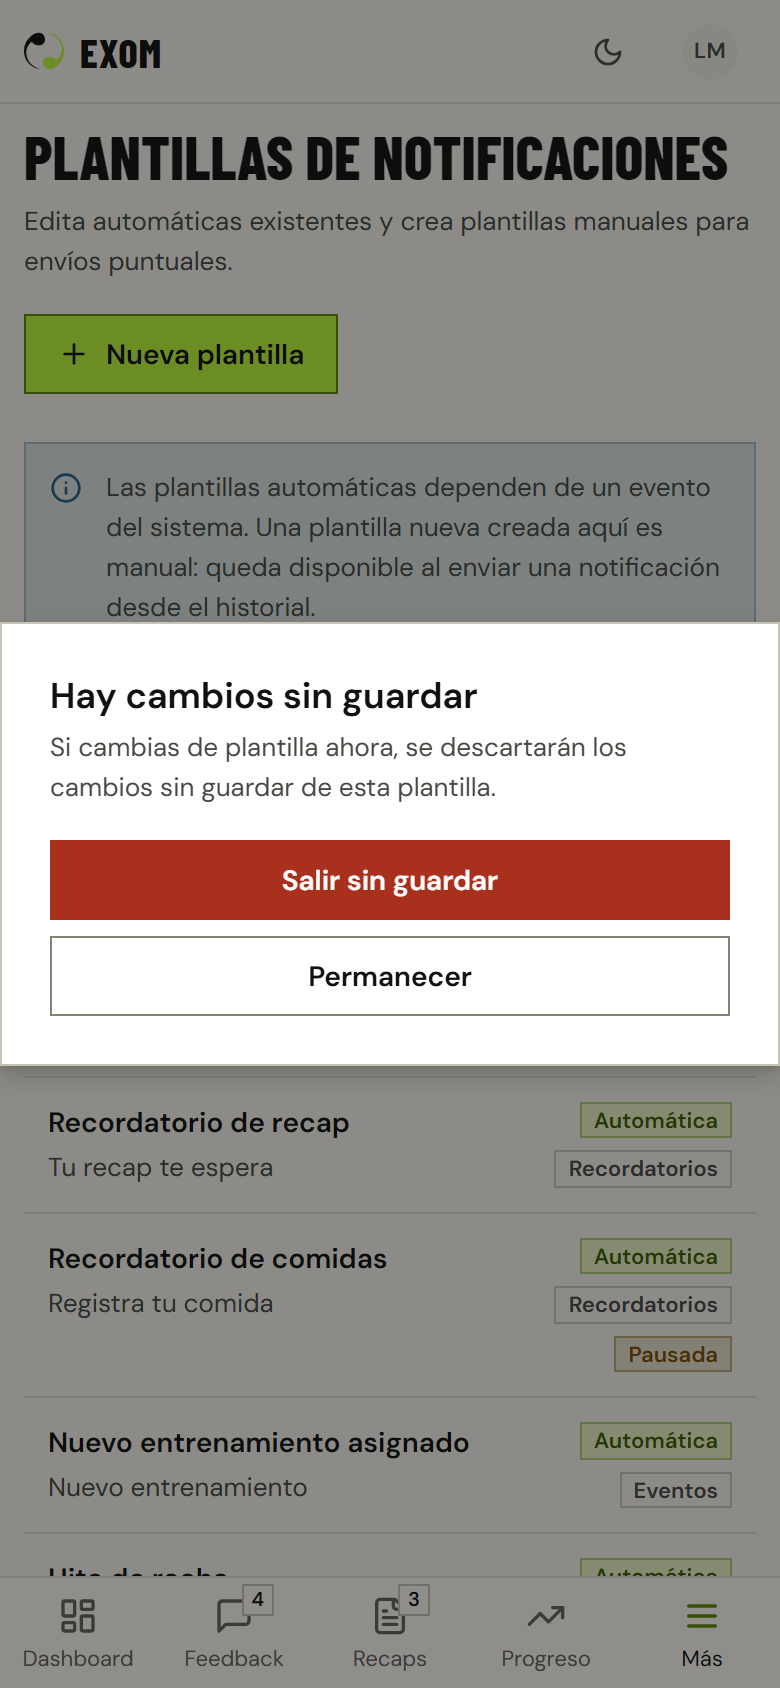 EXOM
LM
PLANTILLAS DE NOTIFICACIONES
Edita automáticas existentes y crea plantillas manuales para
envíos puntuales.
Nueva plantilla
Las plantillas automáticas dependen de un evento
del sistema. Una plantilla nueva creada aquí es
manual: queda disponible al enviar una notificación
desde el historial.
Hay cambios sin guardar
Si cambias de plantilla ahora, se descartarán los
cambios sin guardar de esta plantilla.
Salir sin guardar
Permanecer
Recordatorio de recap
Automática
Tu recap te espera
Recordatorios
Recordatorio de comidas
Automática
Registra tu comida
Recordatorios
Pausada
Nuevo entrenamiento asignado
Automática
Nuevo entrenamiento
Eventos
Automática
4
3
Dashboard
Feedback
Recaps
Progreso
Más